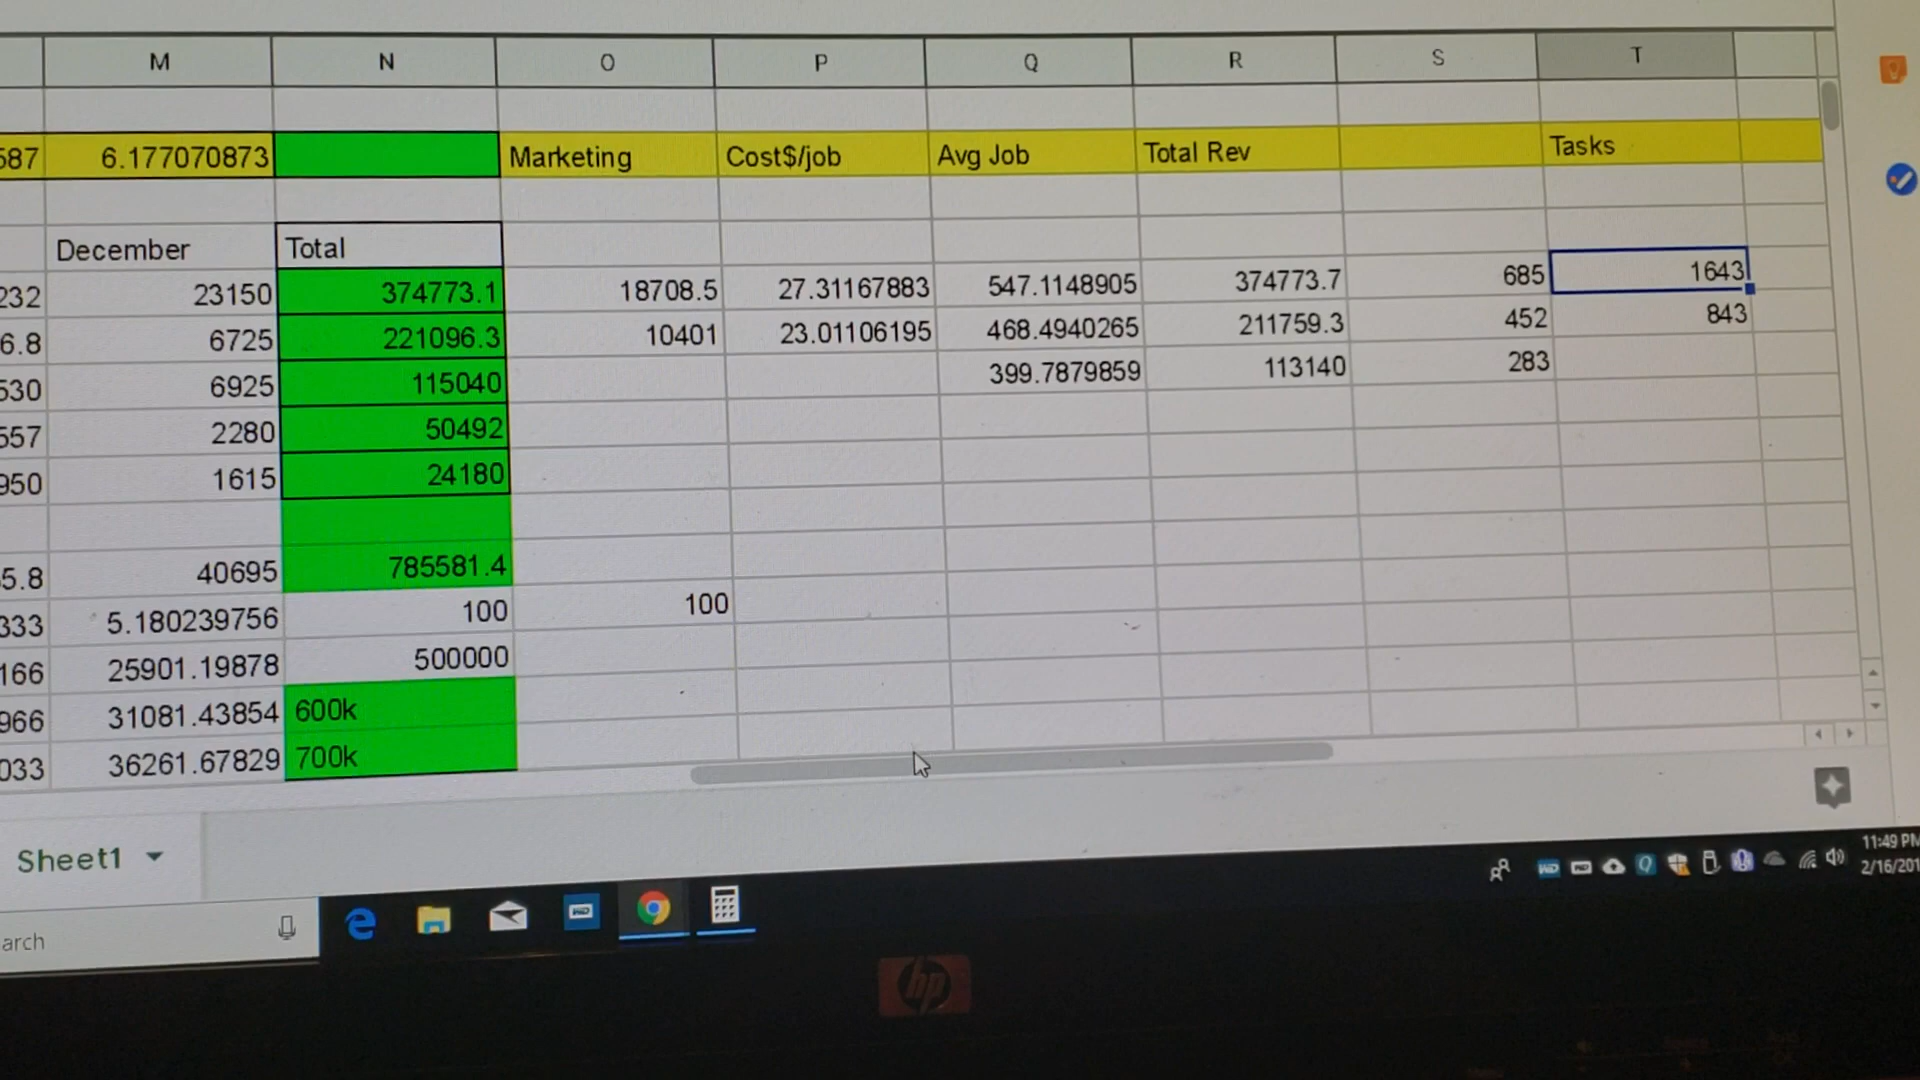 M N O P Q R S T
587 6.177070873 Marketing Cost$/job Avg Job Total Rev Tasks
December Total
232 23150 374773.1 18708.5 27.31167883 547.1148905 374773.7 685 1643
6.8 6725 221096.3 10401 23.01106195 468.4940265 211759.3 452 843
530 6925 115040 399.7879859 113140 283
557 2280 50492
950 1615 24180
5.8 40695 785581.4
333 5.180239756 100 100
166 25901.19878 500000
966 31081.43854 600k
033 36261.67829 700k
Sheet1
11:49 PM
2/16/201
arch
hp